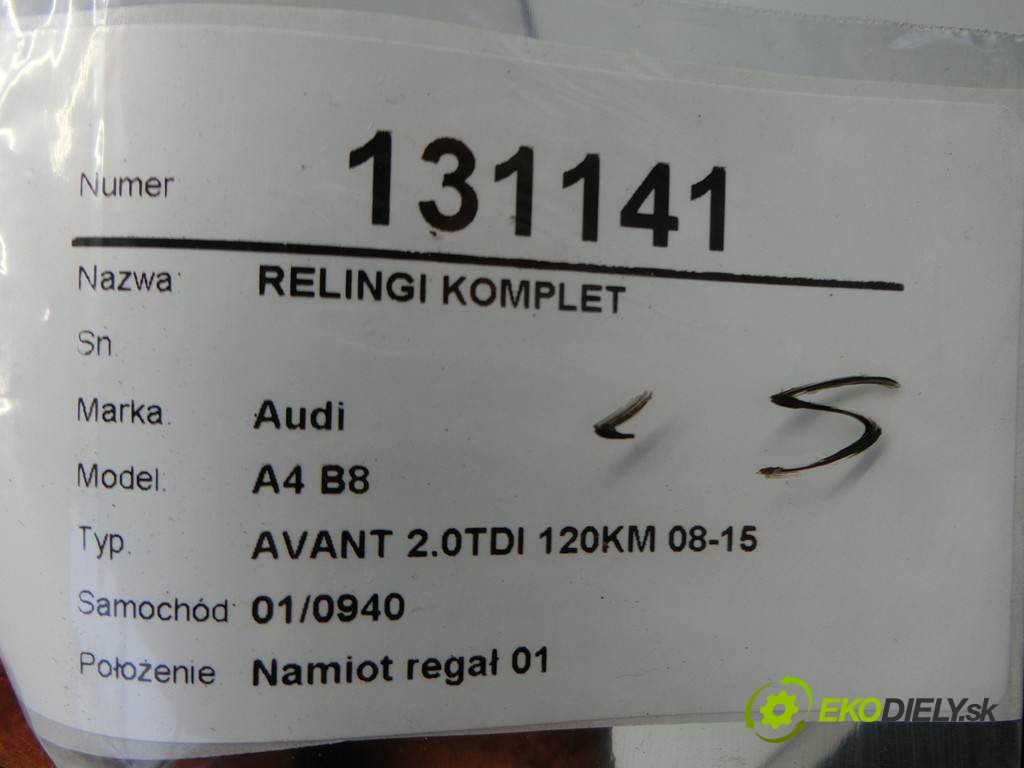 Numer 131141
Nazwa: RELINGI KOMPLET
Sn.
Marka. Audi
Model: A4 B8
Typ. AVANT 2.0TDI 120KM 08-15
Samochód: 01/0940
Położenie Namiot regał 01
EKODIELY.sk